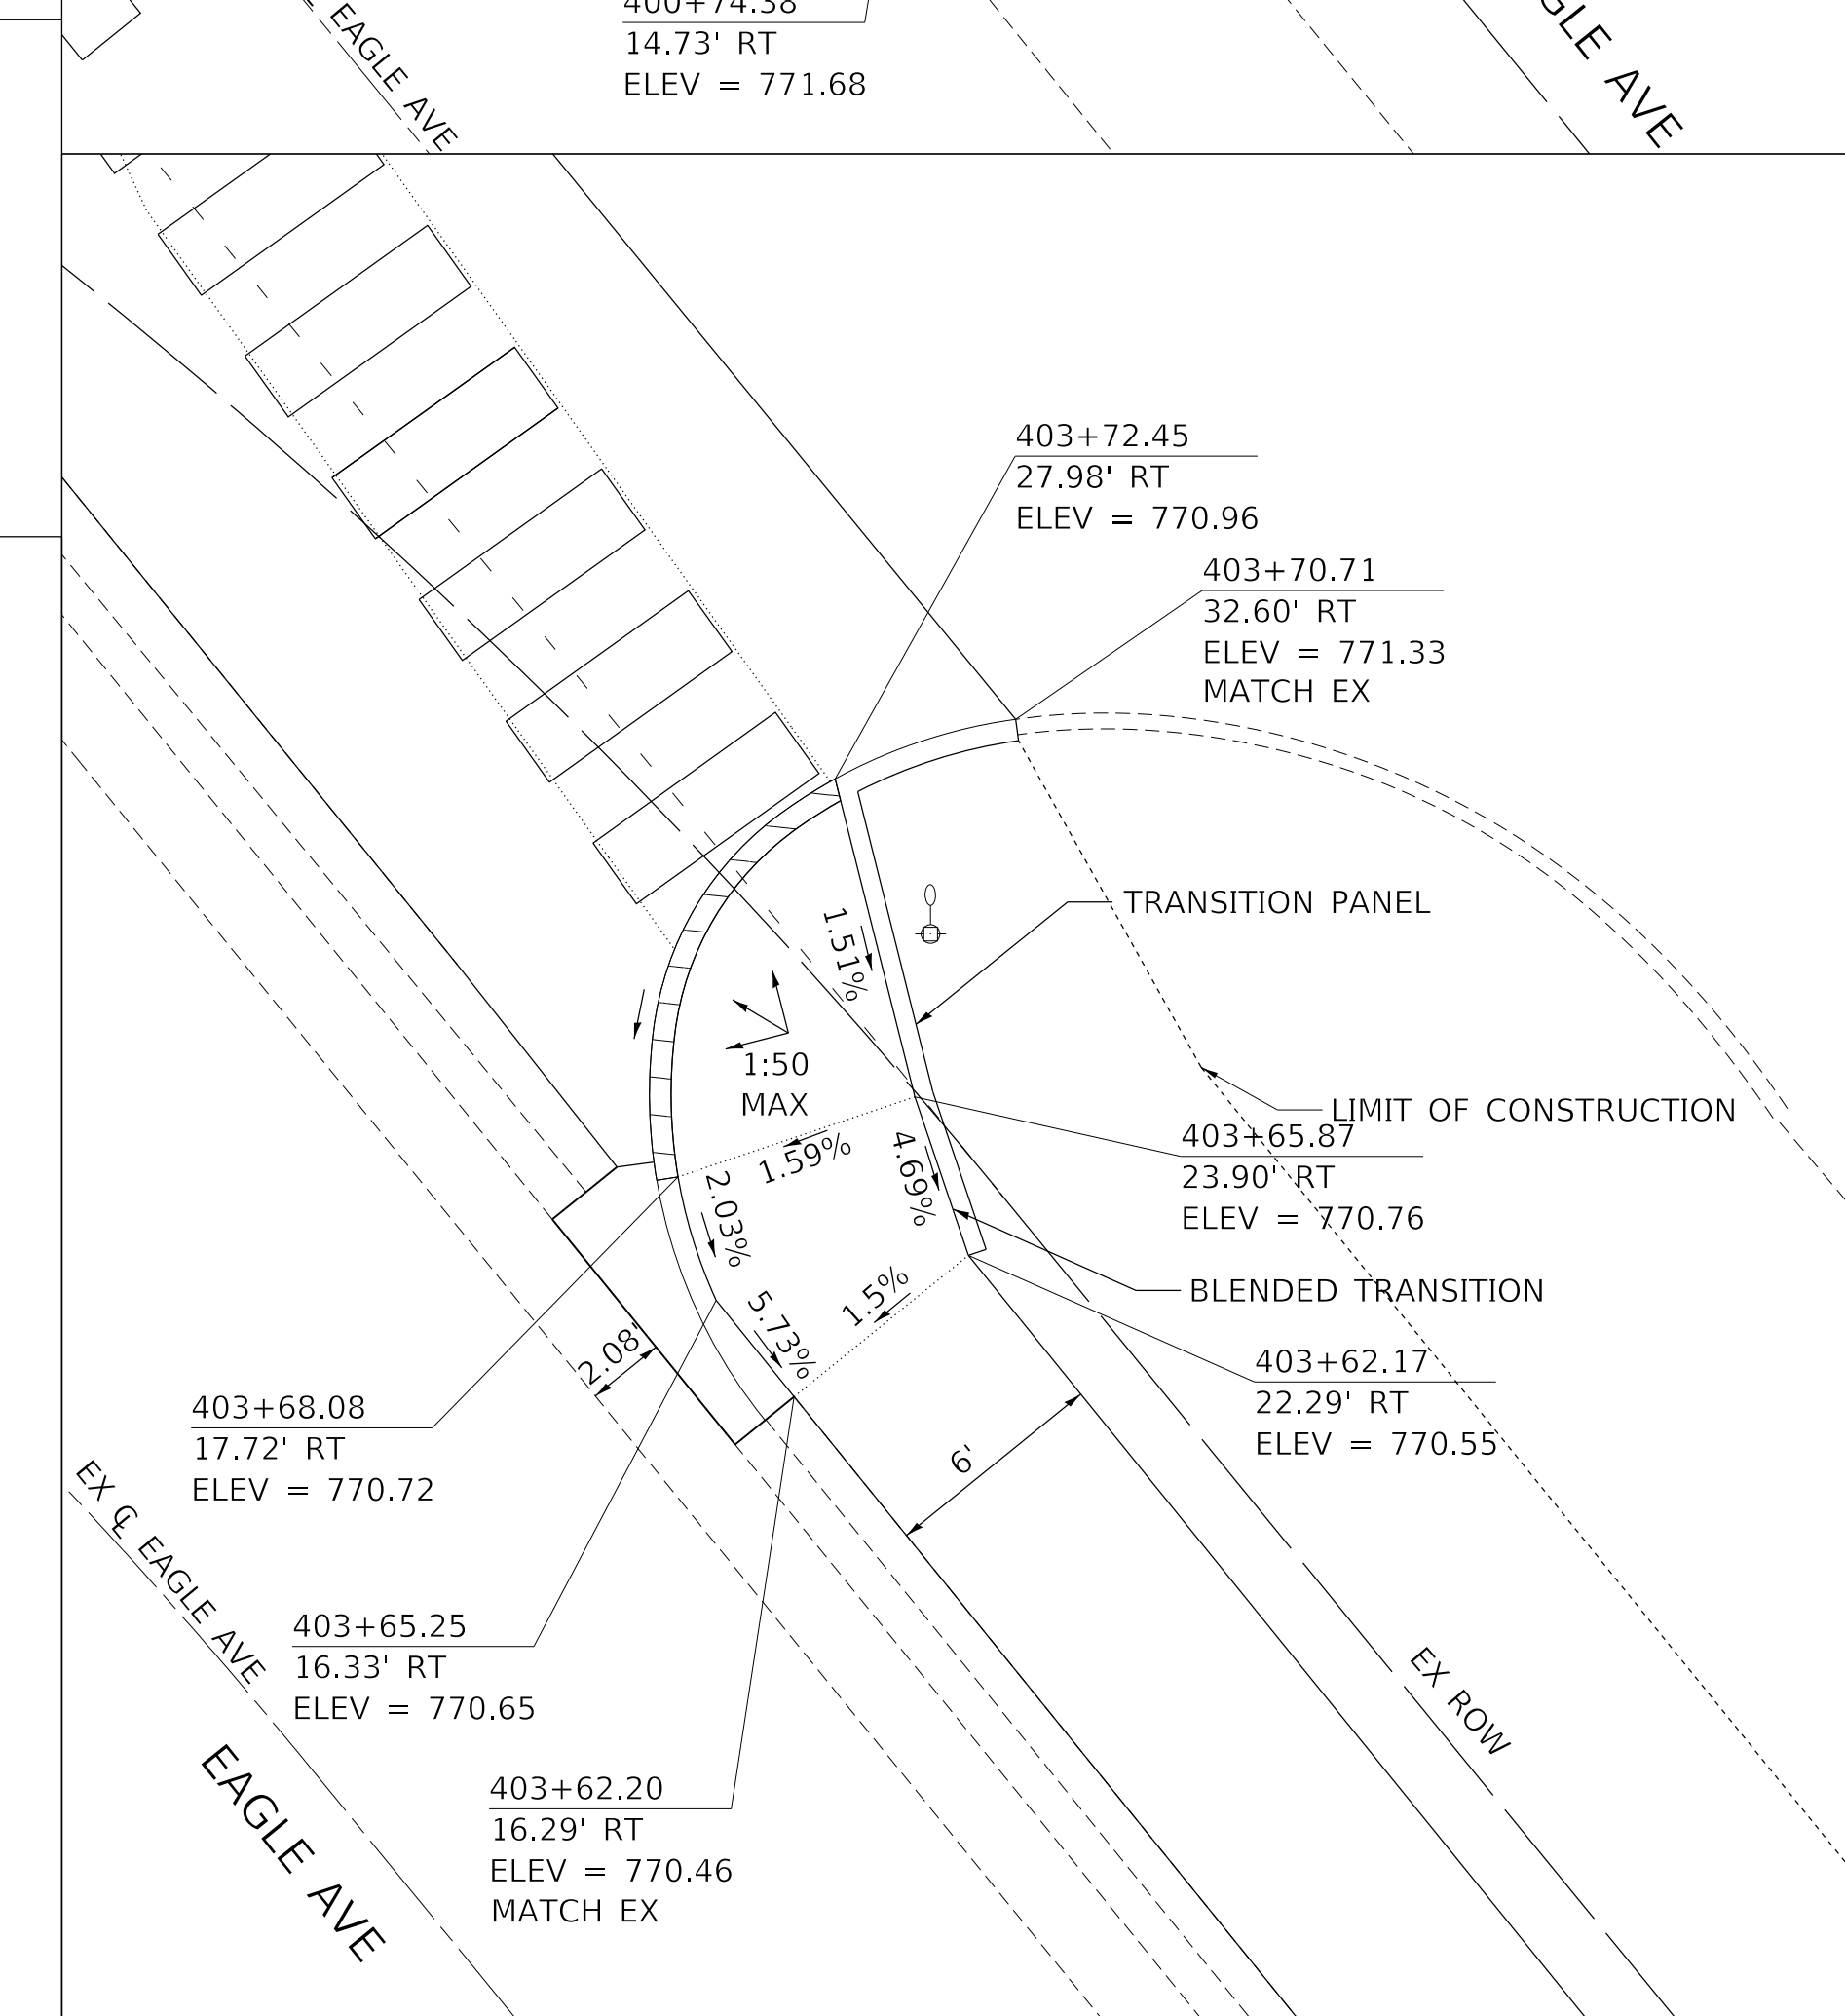 400+74.38
14.73' RT
ELEV = 771.68
EAGLE AVE
GLE AVE
403+72.45
27.98' RT
ELEV = 770.96
403+70.71
32.60' RT
ELEV = 771.33
MATCH EX
TRANSITION PANEL
1.51%
1:50
MAX
LIMIT OF CONSTRUCTION
403+65.87
23.90' RT
ELEV = 770.76
1.59%
4.69%
2.03%
BLENDED TRANSITION
1.5%
5.73%
2.08'
403+62.17
22.29' RT
ELEV = 770.55
403+68.08
17.72' RT
ELEV = 770.72
6'
EX ℄ EAGLE AVE
403+65.25
16.33' RT
ELEV = 770.65
EX ROW
EAGLE AVE
403+62.20
16.29' RT
ELEV = 770.46
MATCH EX